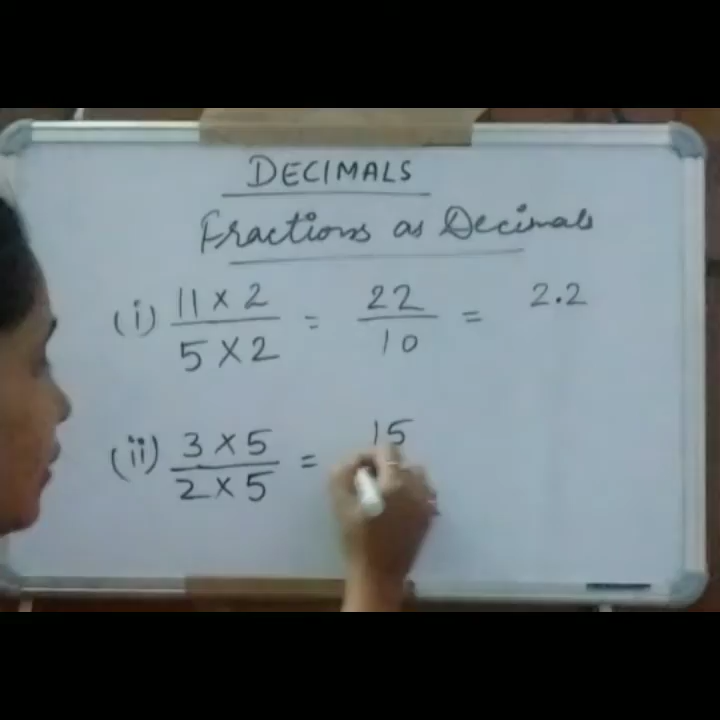 DECIMALS
Fractions as Decimals
(i) 11 × 2 / 5 × 2 = 22 / 10 = 2.2
(ii) 3 × 5 / 2 × 5 = 15